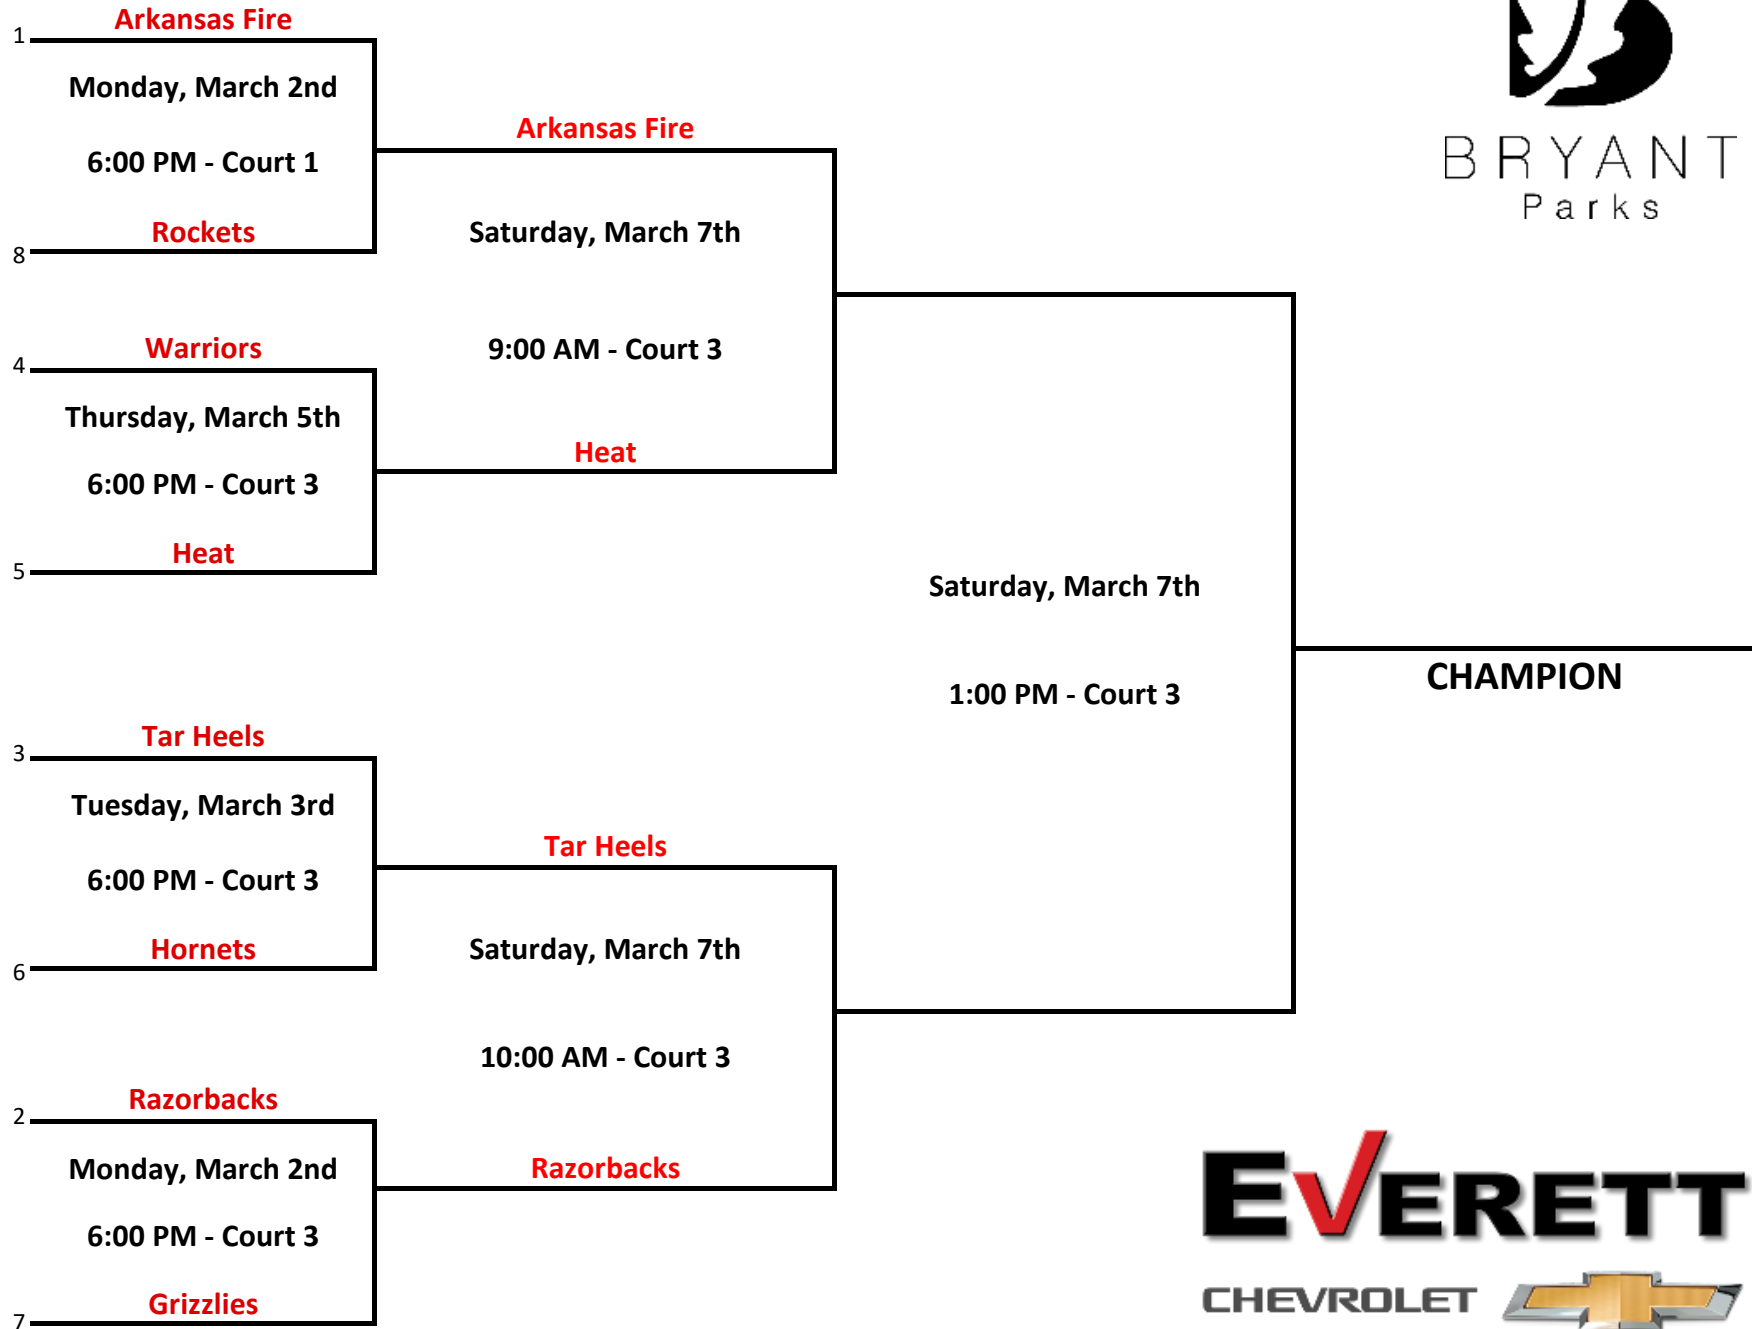 Arkansas Fire
1
Monday, March 2nd
6:00 PM - Court 1
Rockets
8
Warriors
4
Thursday, March 5th
6:00 PM - Court 3
Heat
5
Tar Heels
3
Tuesday, March 3rd
6:00 PM - Court 3
Hornets
6
Razorbacks
2
Monday, March 2nd
6:00 PM - Court 3
Grizzlies
7
Arkansas Fire
Saturday, March 7th
9:00 AM - Court 3
Heat
Tar Heels
Saturday, March 7th
10:00 AM - Court 3
Razorbacks
Saturday, March 7th
1:00 PM - Court 3
CHAMPION
BRYANT
Parks
EVERETT
CHEVROLET